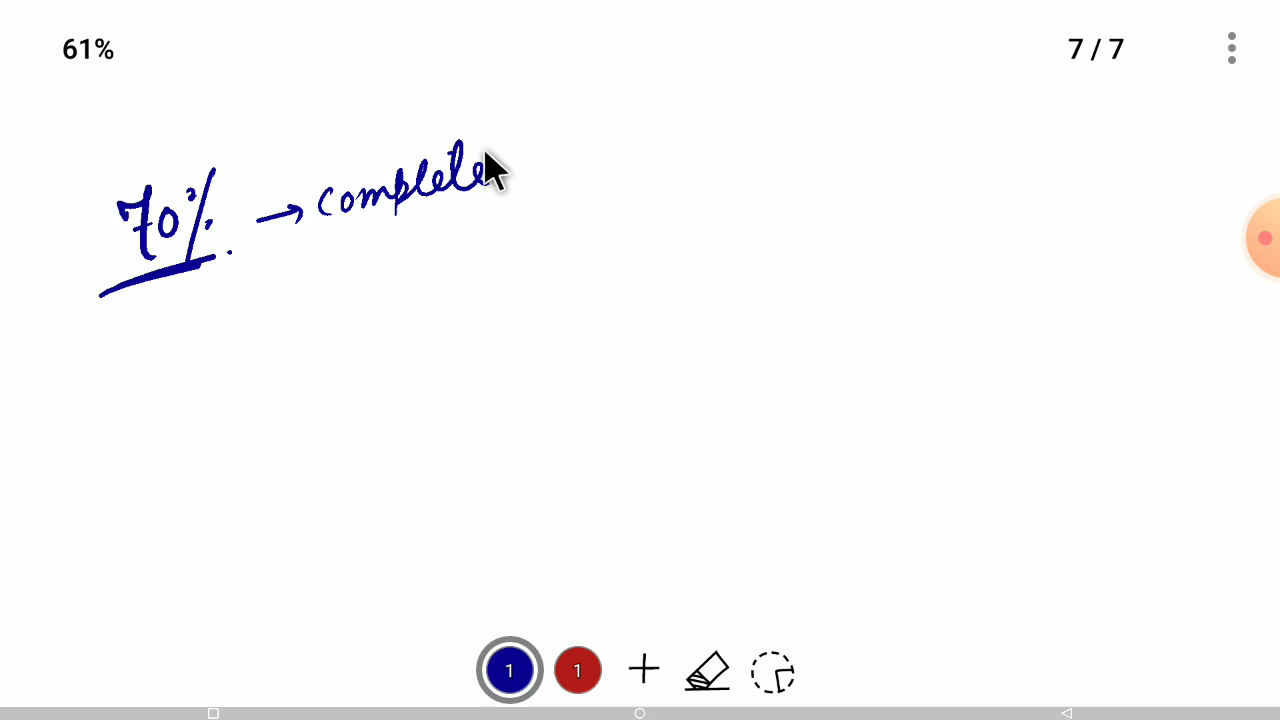 61% 7 / 7
70% → complete
1 1